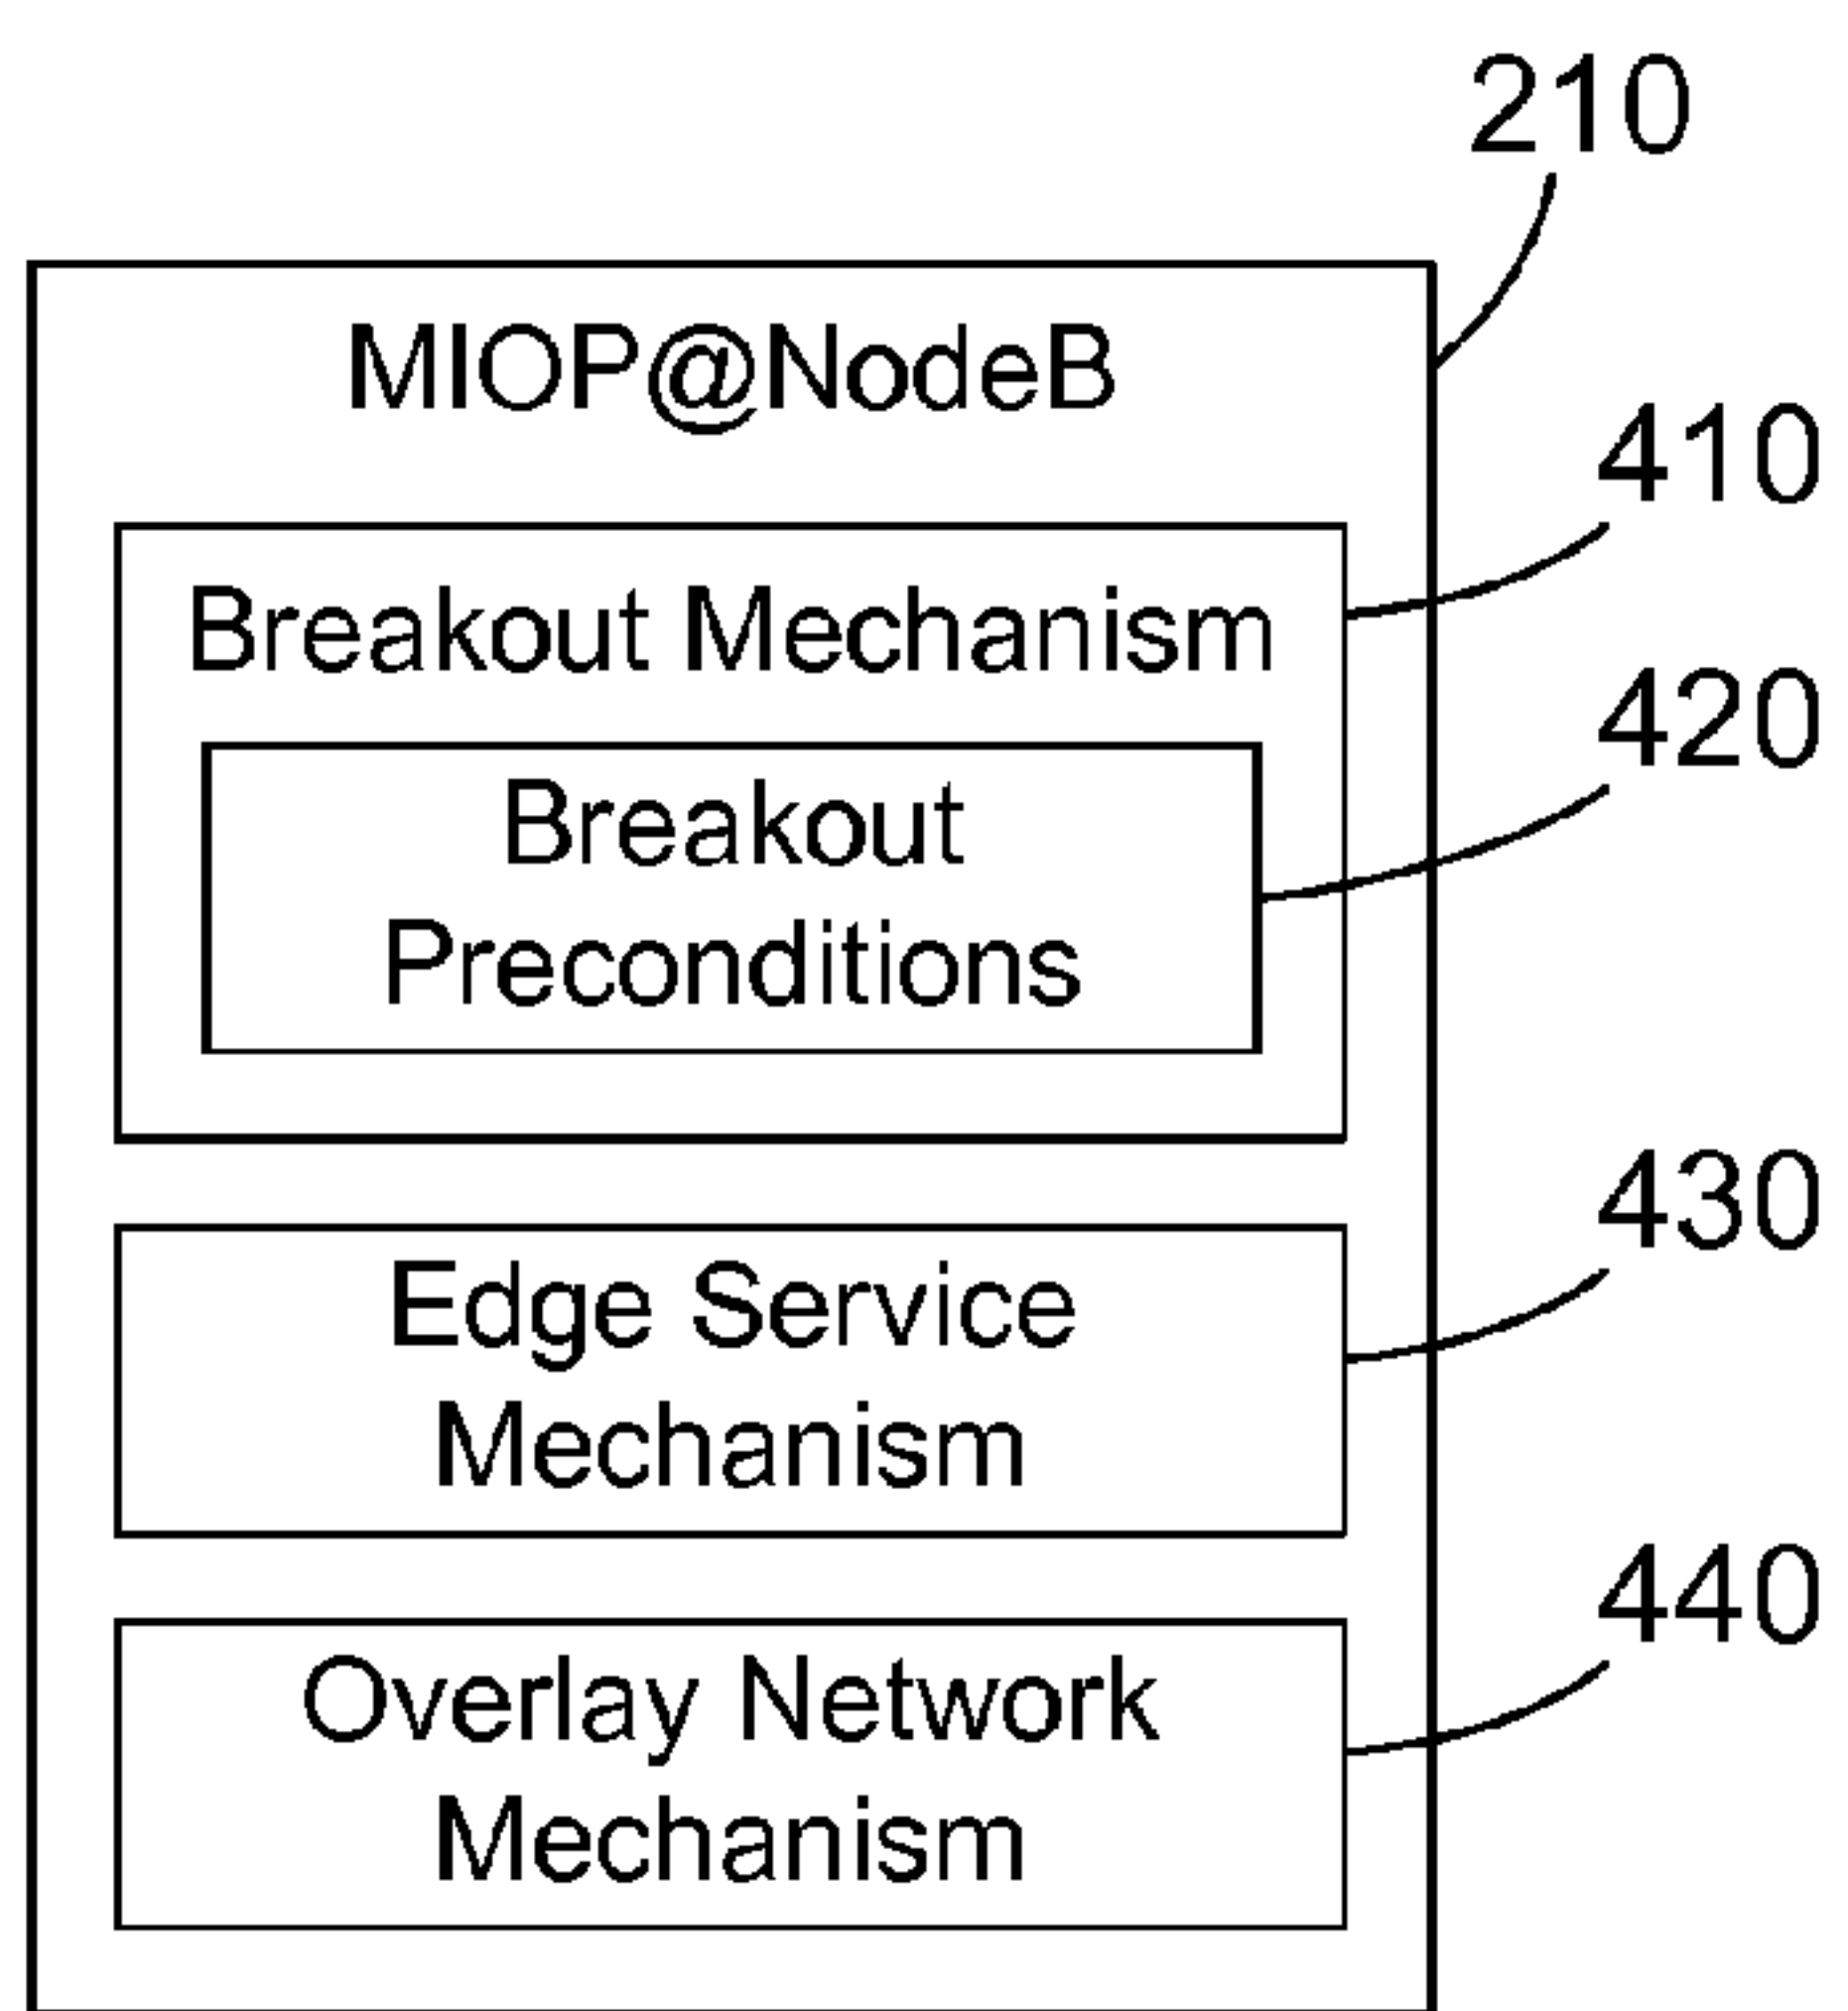 210
MIOP@NodeB
410
Breakout Mechanism
420
Breakout
Preconditions
430
Edge Service
Mechanism
440
Overlay Network
Mechanism